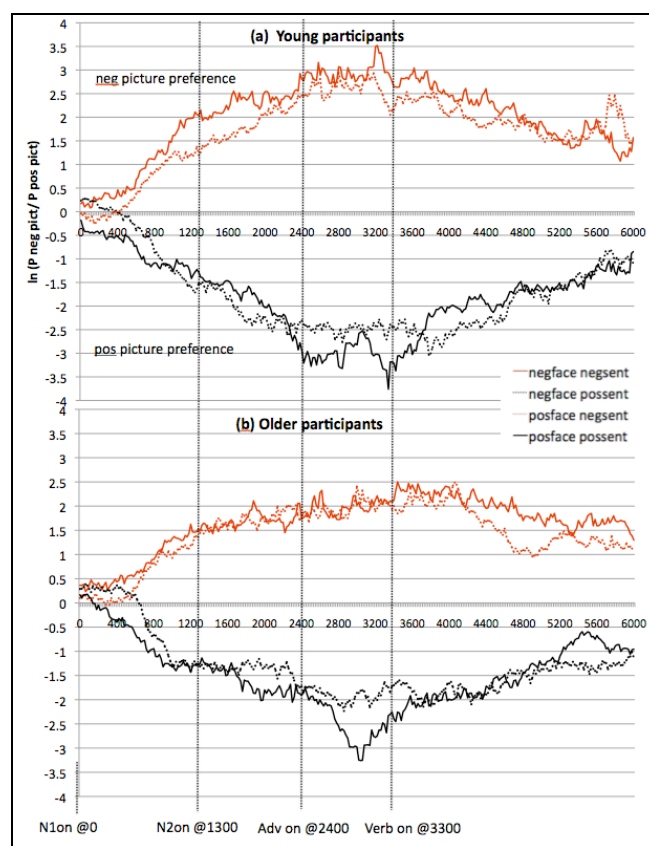 (a) Young participants
neg picture preference
ln (P neg pict/ P pos pict)
4
3.5
3
2.5
2
1.5
1
0.5
0
-0.5
-1
-1.5
-2
-2.5
-3
-3.5
-4
0 400 800 1200 1600 2000 2400 2800 3200 3600 4000 4400 4800 5200 5600 6000
pos picture preference
negface negsent
negface possent
posface negsent
posface possent
(b) Older participants
4
3.5
3
2.5
2
1.5
1
0.5
0
-0.5
-1
-1.5
-2
-2.5
-3
-3.5
-4
0 400 800 1200 1600 2000 2400 2800 3200 3600 4000 4400 4800 5200 5600 6000
N1on @0 N2on @1300 Adv on @2400 Verb on @3300